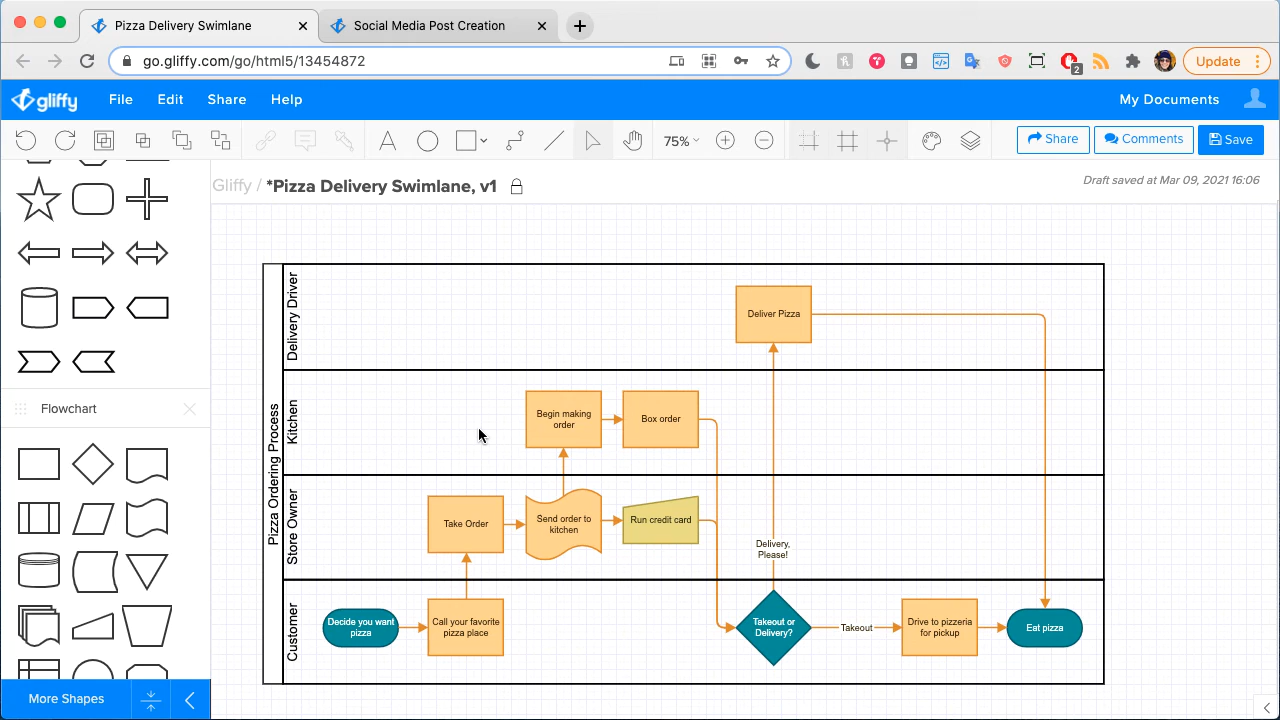 Pizza Delivery Swimlane
Social Media Post Creation
go.gliffy.com/go/html5/13454872
2
Update
gliffy
File
Edit
Share
Help
My Documents
75%
Share
Comments
Save
Gliffy / *Pizza Delivery Swimlane, v1
Draft saved at Mar 09, 2021 16:06
Flowchart
More Shapes
Pizza Ordering Process
Delivery Driver
Deliver Pizza
Kitchen
Begin making
order
Box order
Store Owner
Take Order
Send order to
kitchen
Run credit card
Delivery,
Please!
Customer
Decide you want
pizza
Call your favorite
pizza place
Takeout or
Delivery?
Takeout
Drive to pizzeria
for pickup
Eat pizza